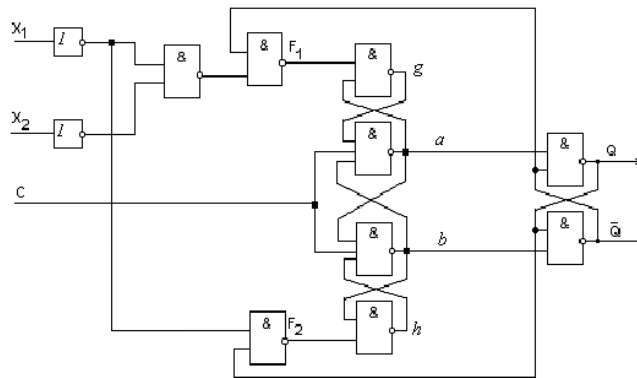 X1 1 & & F1 & g
X2 1 & a & Q
C
& b & Q̄
& F2 & h